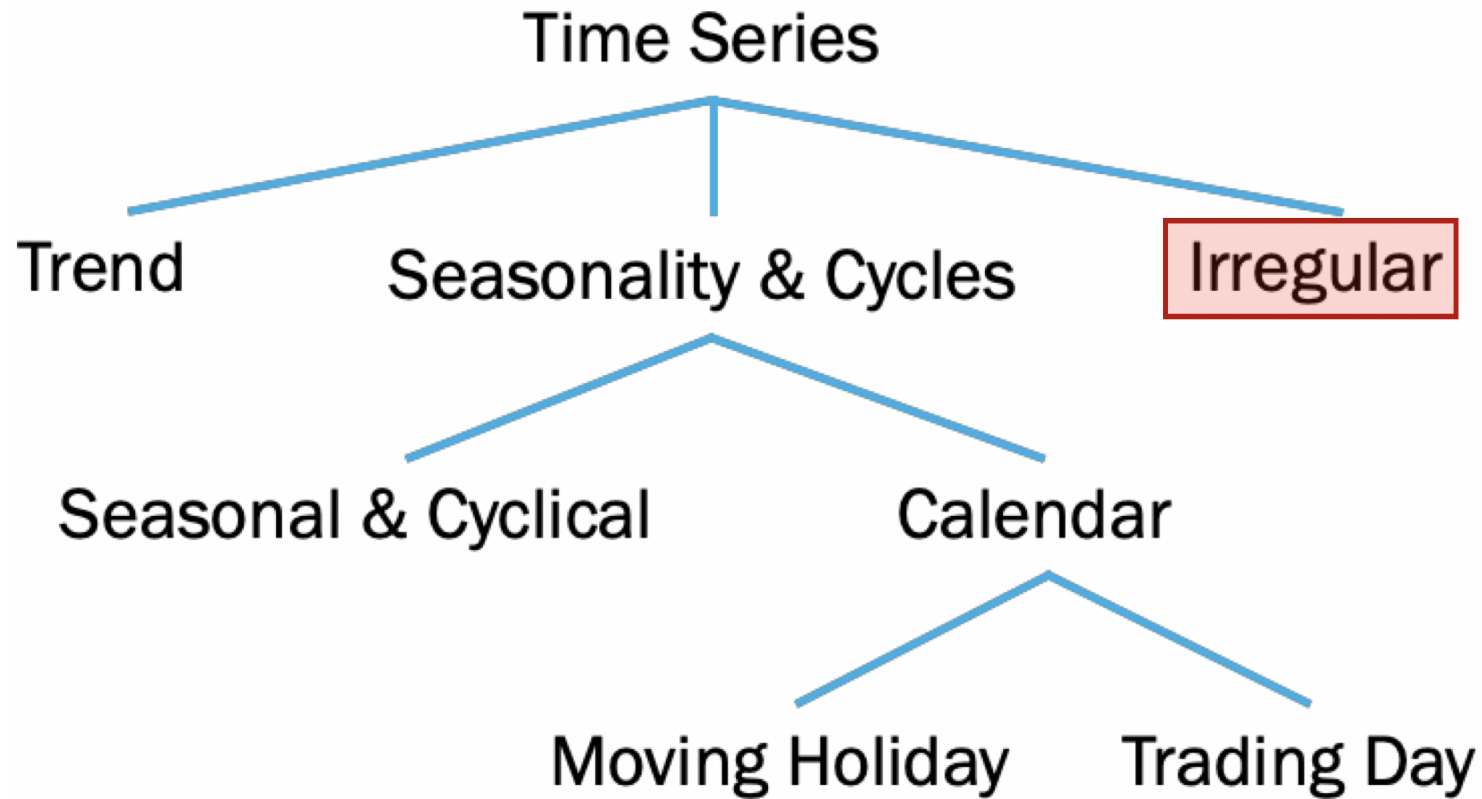 Time Series
Trend
Seasonality & Cycles
Irregular
Seasonal & Cyclical
Calendar
Moving Holiday
Trading Day